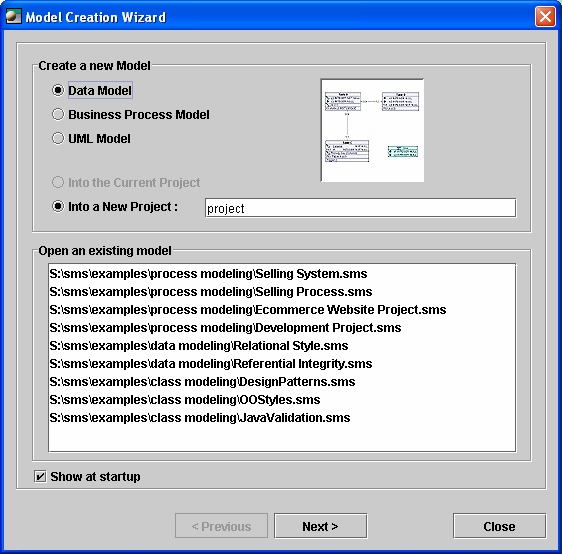 Model Creation Wizard
Create a new Model
Data Model
Business Process Model
UML Model
Into the Current Project
Into a New Project :
project
Open an existing model
S:\sms\examples\process modeling\Selling System.sms
S:\sms\examples\process modeling\Selling Process.sms
S:\sms\examples\process modeling\Ecommerce Website Project.sms
S:\sms\examples\process modeling\Development Project.sms
S:\sms\examples\data modeling\Relational Style.sms
S:\sms\examples\data modeling\Referential Integrity.sms
S:\sms\examples\class modeling\DesignPatterns.sms
S:\sms\examples\class modeling\OOStyles.sms
S:\sms\examples\class modeling\JavaValidation.sms
Show at startup
< Previous
Next >
Close